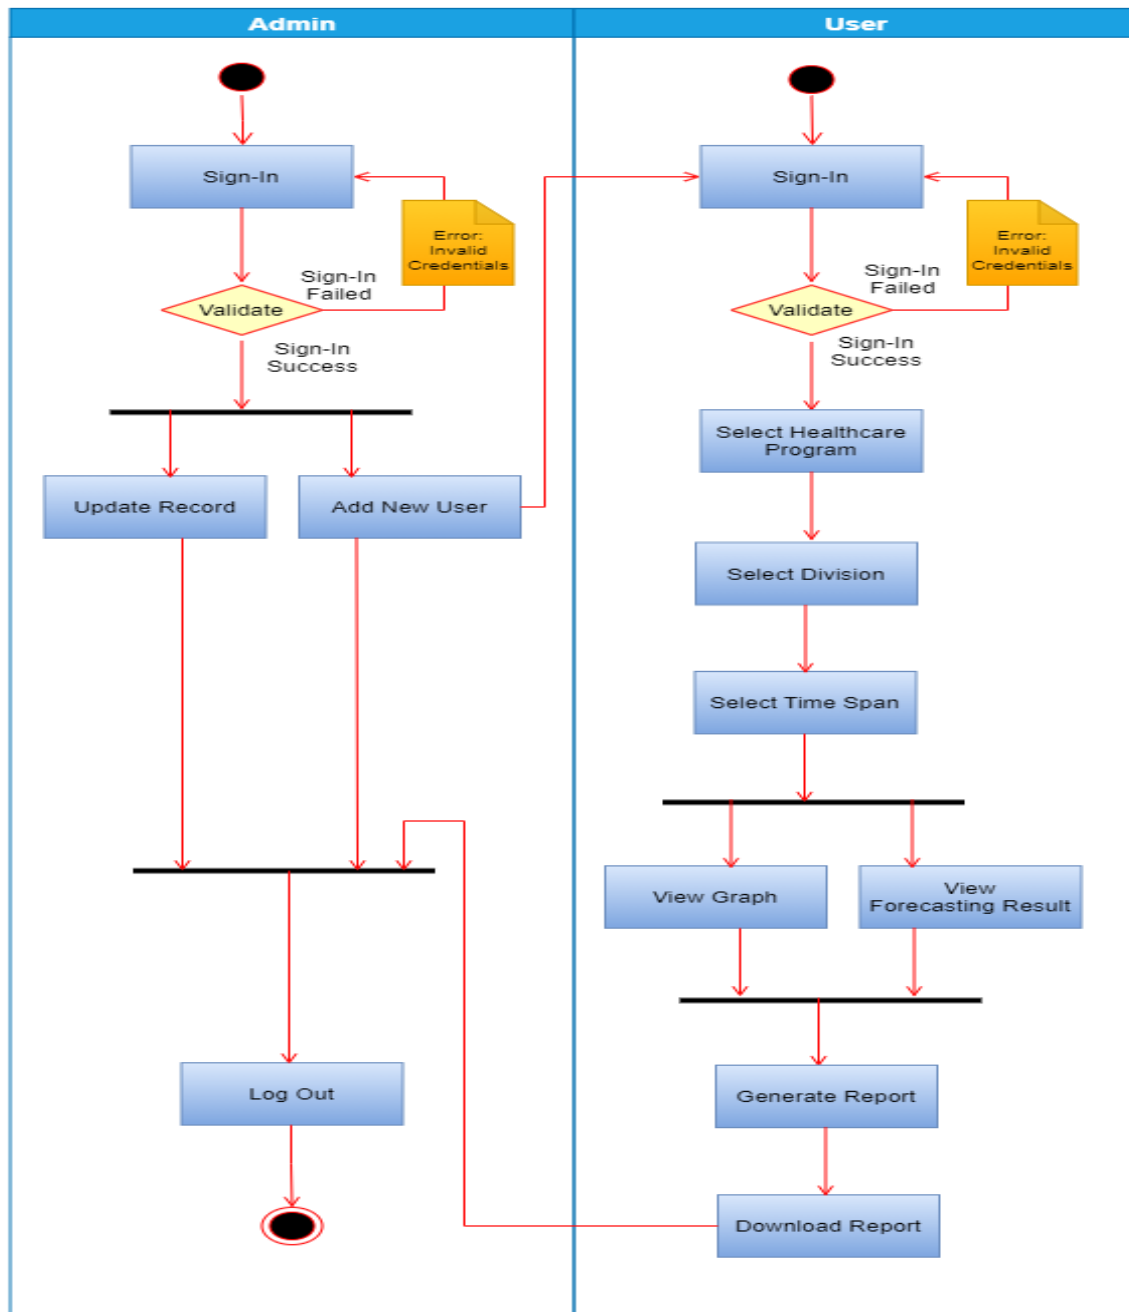 Admin
User
Sign-In
Error:
Invalid
Credentials
Sign-In
Failed
Validate
Sign-In
Success
Update Record
Add New User
Log Out
Sign-In
Error:
Invalid
Credentials
Sign-In
Failed
Validate
Sign-In
Success
Select Healthcare
Program
Select Division
Select Time Span
View Graph
View
Forecasting Result
Generate Report
Download Report